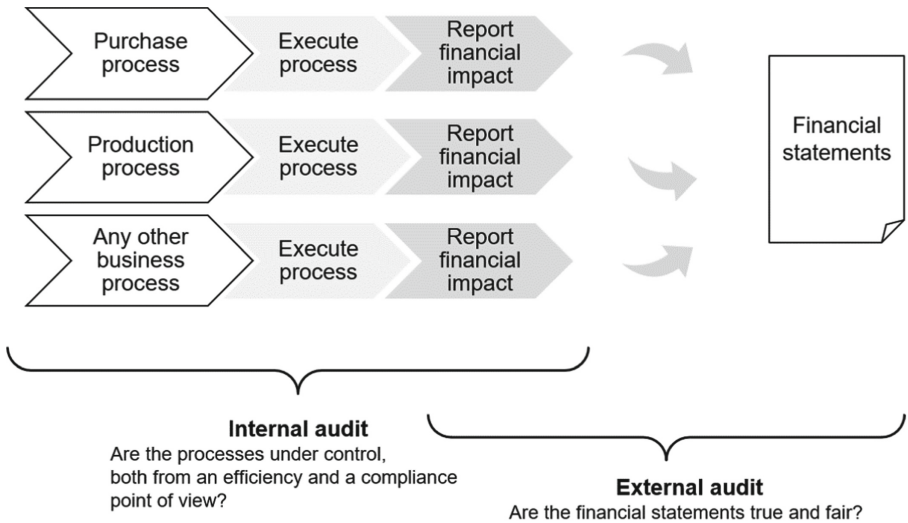 Purchase
process
Execute
process
Report
financial
impact
Production
process
Execute
process
Report
financial
impact
Any other
business
process
Execute
process
Report
financial
impact
Financial
statements
Internal audit
Are the processes under control,
both from an efficiency and a compliance
point of view?
External audit
Are the financial statements true and fair?